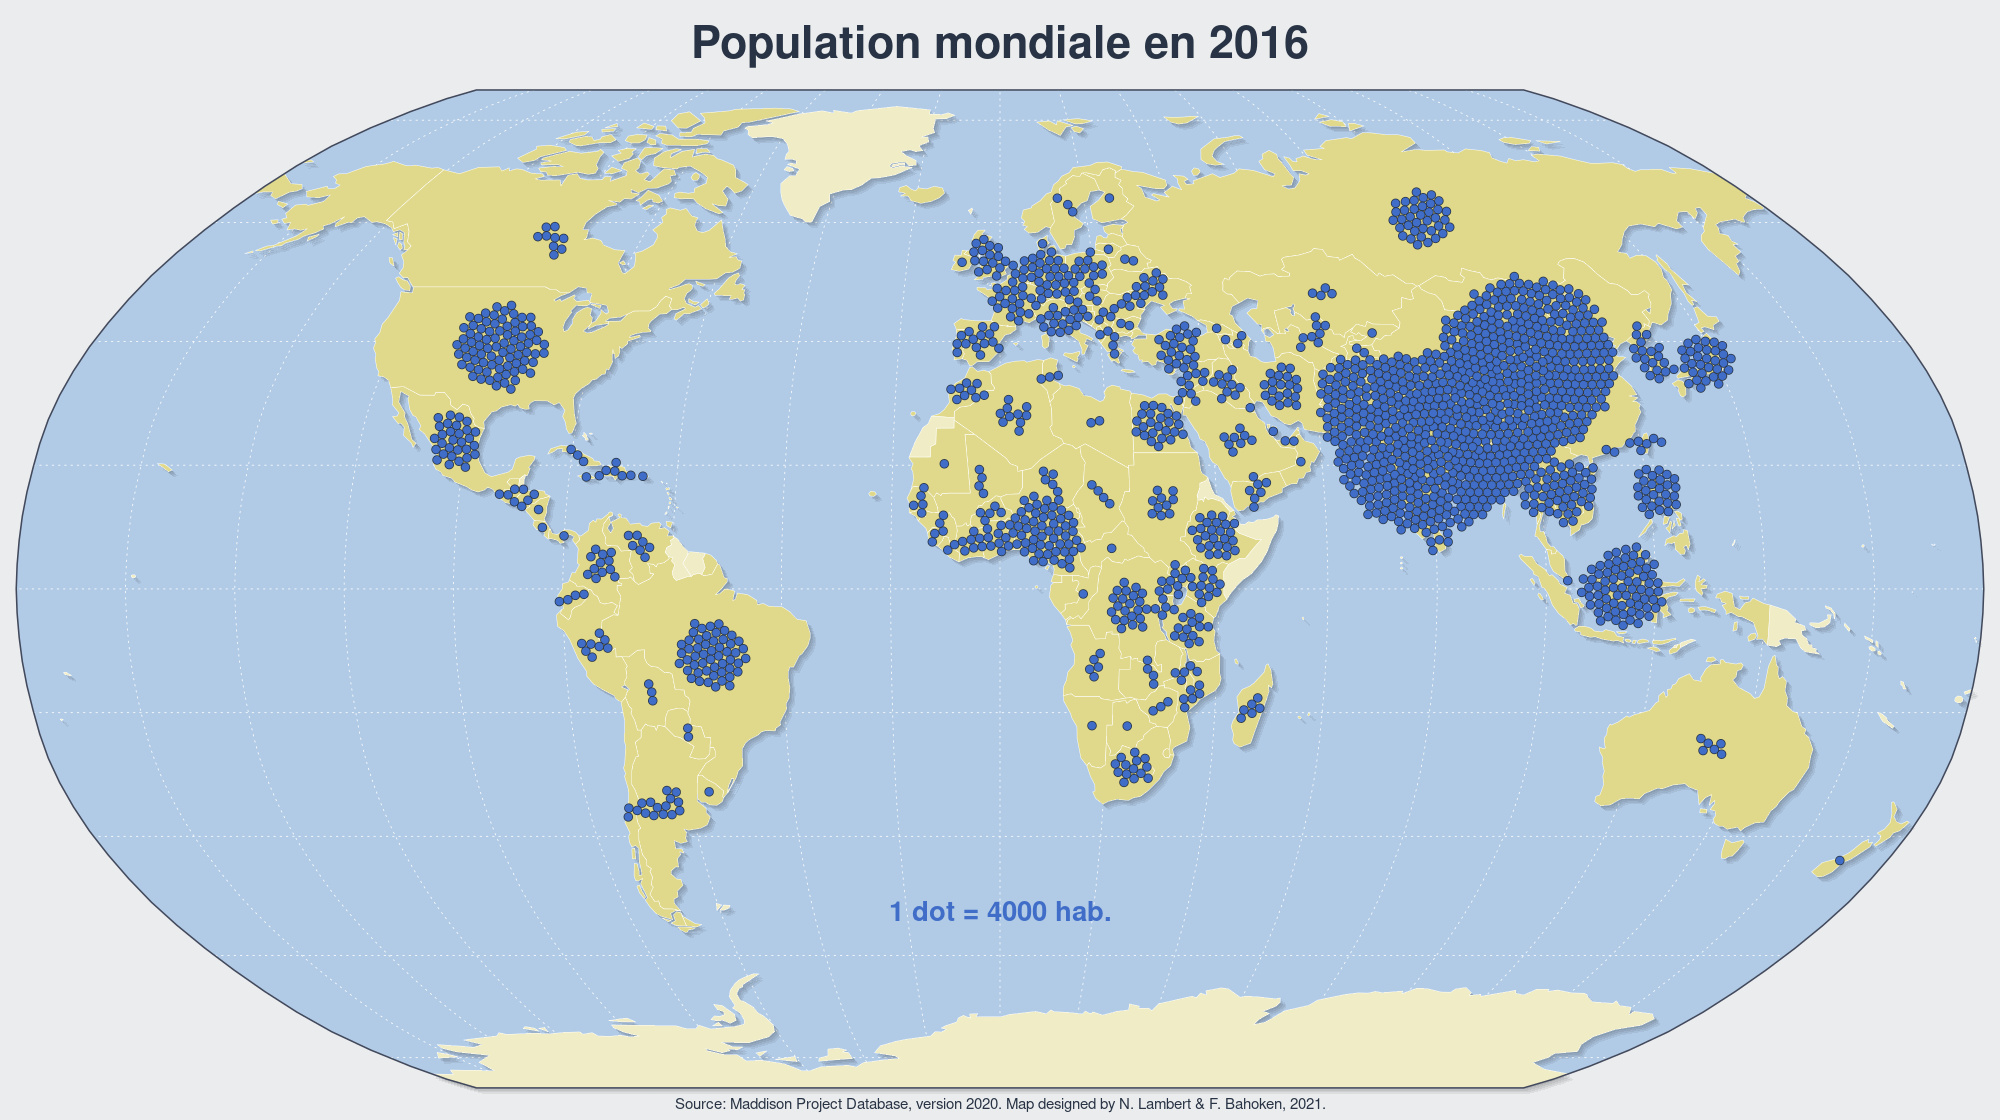 Population mondiale en 2016
1 dot = 4000 hab.
Source: Maddison Project Database, version 2020. Map designed by N. Lambert & F. Bahoken, 2021.